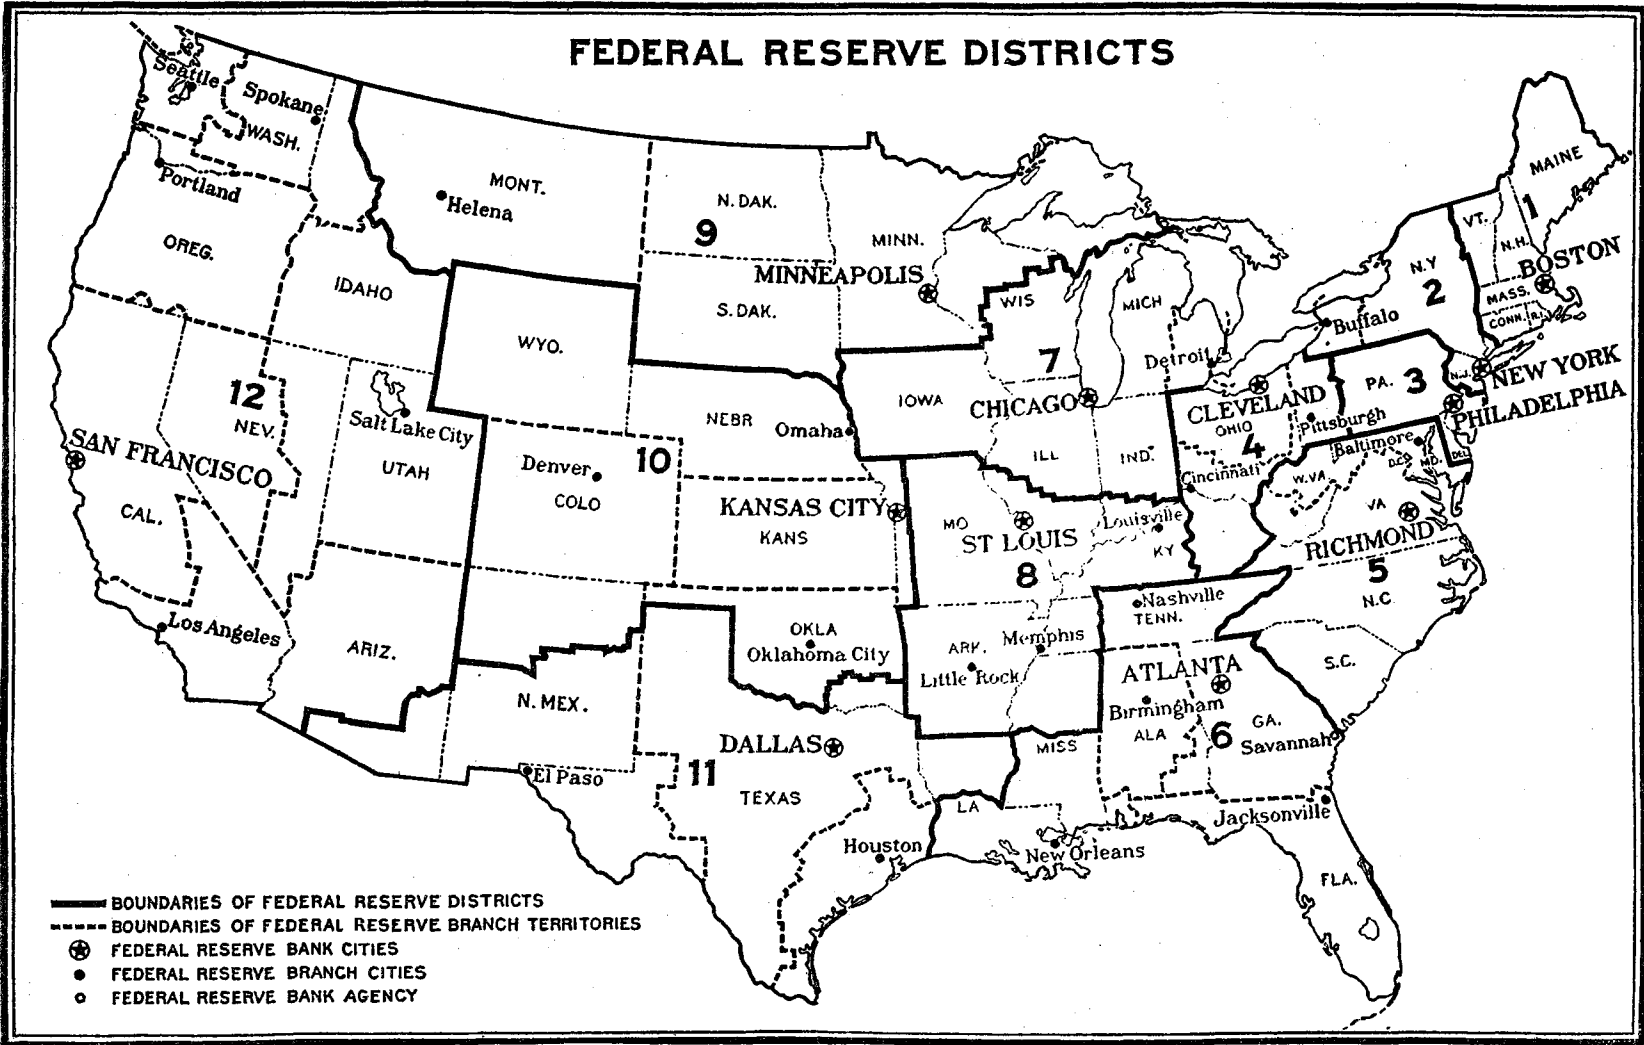 FEDERAL RESERVE DISTRICTS
Seattle
Spokane
WASH.
Portland
OREG.
IDAHO
MONT.
Helena
N. DAK.
9
S. DAK.
MINN.
MINNEAPOLIS
WYO.
WIS
MICH
7
Detroit
IOWA
CHICAGO
NEBR
Omaha
ILL
IND.
MAINE
1
VT.
N.H.
BOSTON
MASS.
CONN.
R.I.
N.Y
2
Buffalo
NEW YORK
N.J.
PA.
3
PHILADELPHIA
CLEVELAND
OHIO
4
Pittsburgh
Cincinnati
Baltimore
D.C.
MD.
DEL
W.VA.
VA
RICHMOND
5
N.C.
S.C.
12
NEV.
SAN FRANCISCO
CAL.
Los Angeles
Salt Lake City
UTAH
ARIZ.
Denver
10
COLO
KANSAS CITY
KANS
MO
ST LOUIS
8
Louisville
KY
Nashville
TENN.
OKLA
Oklahoma City
ARK.
Memphis
Little Rock
N. MEX.
El Paso
DALLAS
11
TEXAS
Houston
LA
MISS
New Orleans
ATLANTA
Birmingham
ALA
6
GA.
Savannah
Jacksonville
FLA.
BOUNDARIES OF FEDERAL RESERVE DISTRICTS
BOUNDARIES OF FEDERAL RESERVE BRANCH TERRITORIES
FEDERAL RESERVE BANK CITIES
FEDERAL RESERVE BRANCH CITIES
FEDERAL RESERVE BANK AGENCY